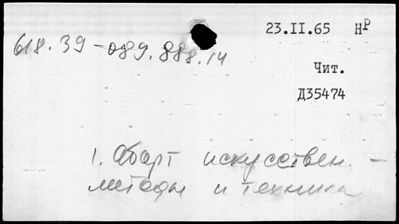 23.II.65 НР
618.39-089.888.14
Чит.
Д35474
1. Аборт искусствен. -
методы и техника